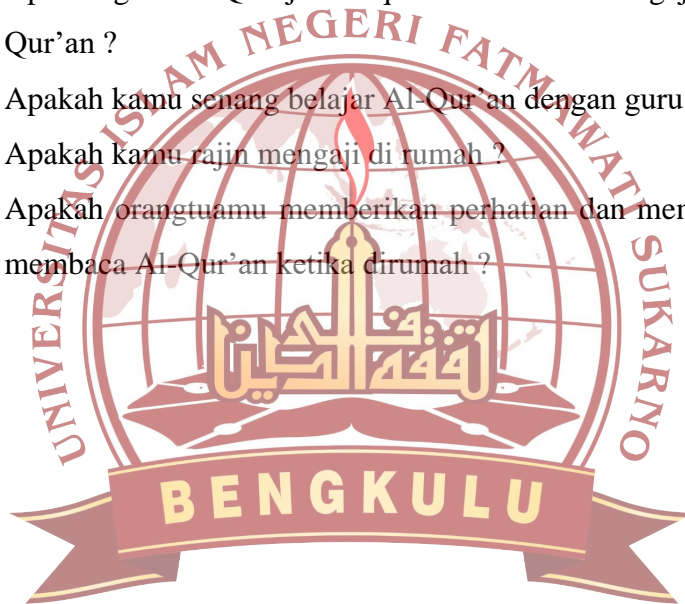 Qur'an ?
Apakah kamu senang belajar Al-Qur'an dengan guru
Apakah kamu rajin mengaji di rumah ?
Apakah orangtuamu memberikan perhatian dan men
membaca Al-Qur'an ketika dirumah ?
UNIVERSITAS ISLAM NEGERI FATMAWATI SUKARNO
BENGKULU